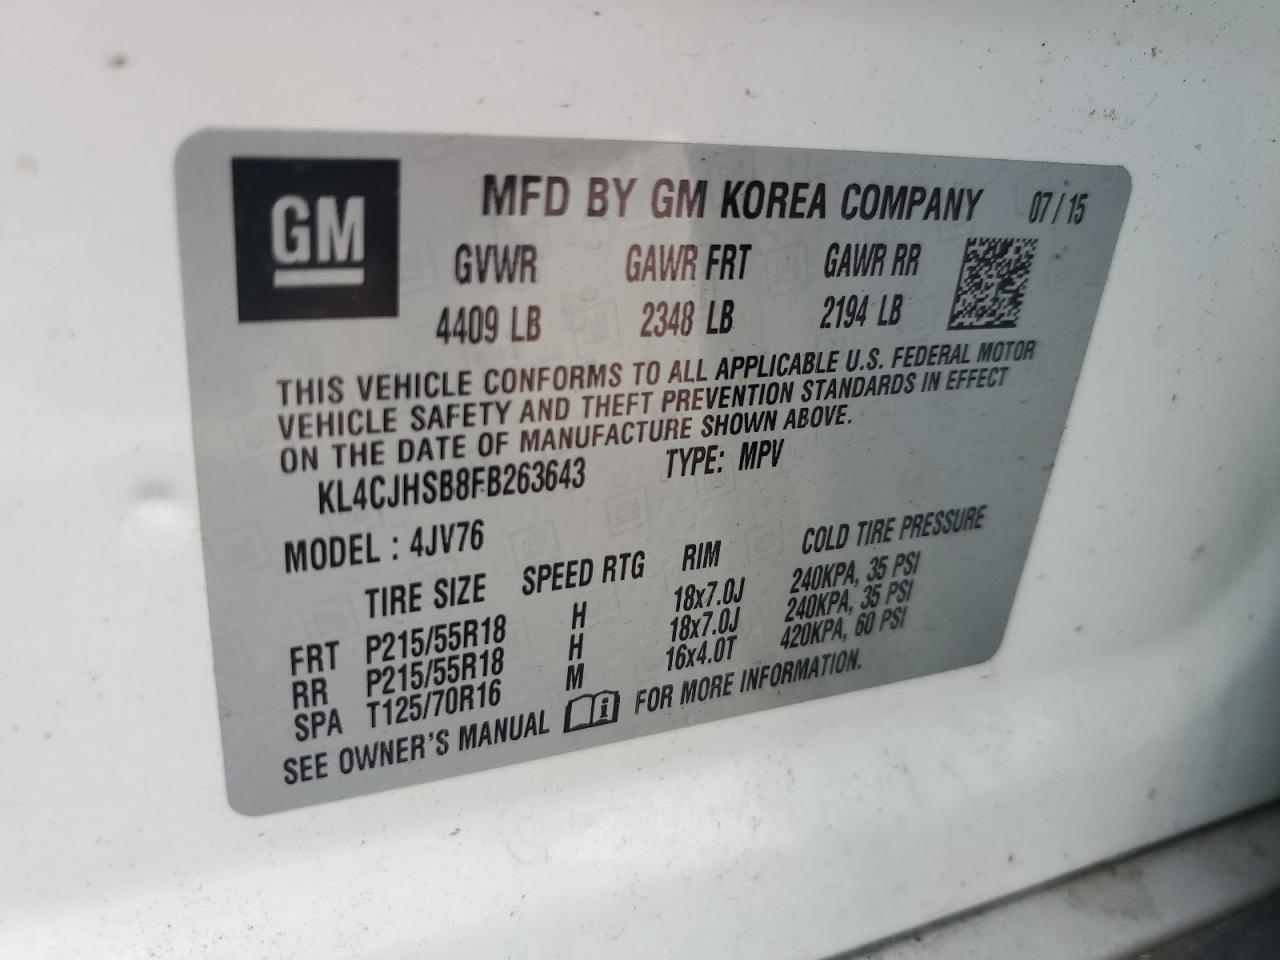 GM
MFD BY GM KOREA COMPANY 07/15
GVWR GAWR FRT GAWR RR
4409 LB 2348 LB 2194 LB
THIS VEHICLE CONFORMS TO ALL APPLICABLE U.S. FEDERAL MOTOR
VEHICLE SAFETY AND THEFT PREVENTION STANDARDS IN EFFECT
ON THE DATE OF MANUFACTURE SHOWN ABOVE.
KL4CJHSB8FB263643 TYPE: MPV
MODEL : 4JV76
TIRE SIZE SPEED RTG RIM COLD TIRE PRESSURE
FRT P215/55R18 H 18x7.0J 240KPA, 35 PSI
RR P215/55R18 H 18x7.0J 240KPA, 35 PSI
SPA T125/70R16 M 16x4.0T 420KPA, 60 PSI
SEE OWNER'S MANUAL i FOR MORE INFORMATION.